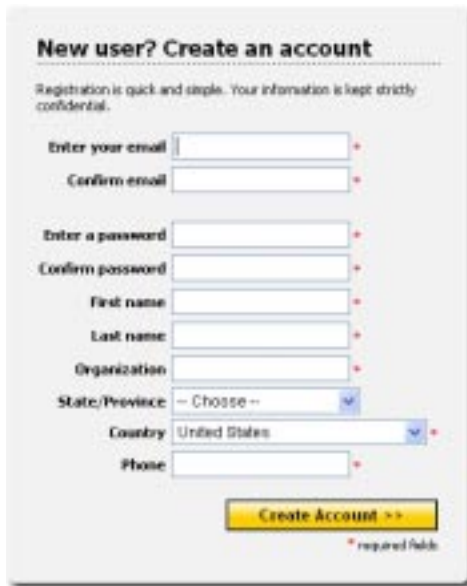 New user? Create an account
Registration is quick and simple. Your information is kept strictly
confidential.
Enter your email *
Confirm email *
Enter a password *
Confirm password *
First name *
Last name *
Organization *
State/Province -- Choose --
Country United States *
Phone *
Create Account >>
* required fields